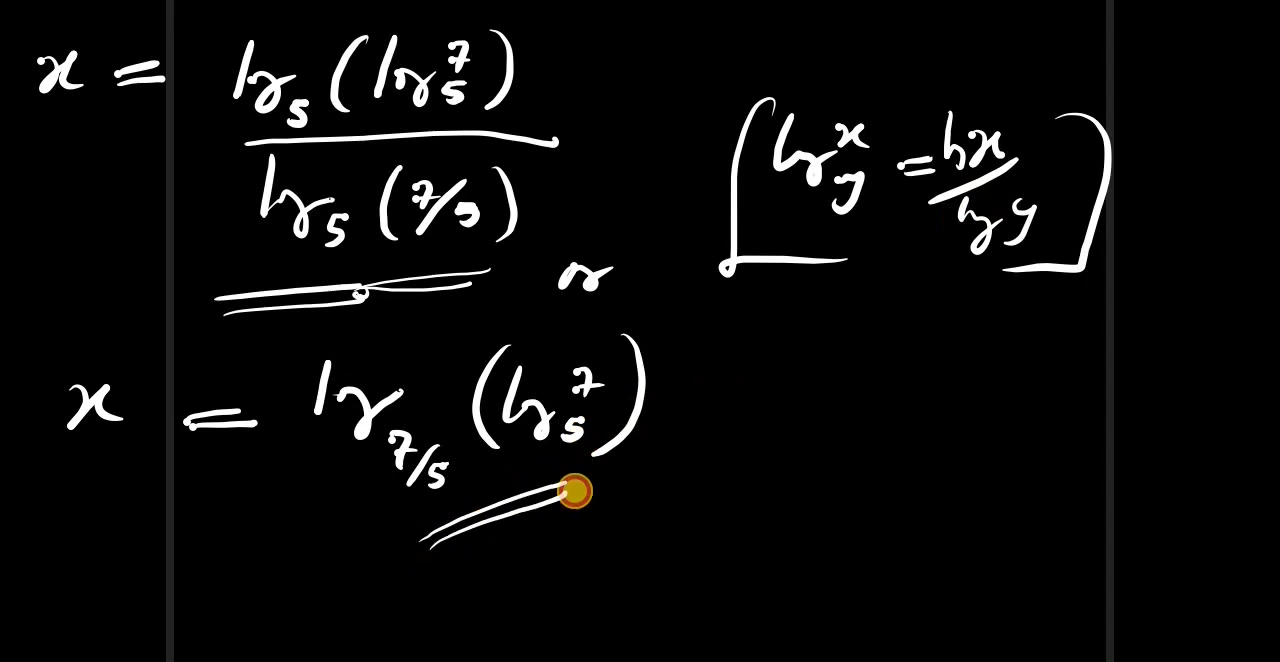 x = log_5 (log_5^7) / log_5 (7/5)
[log_y^x = log x / log y]
or
x = log_{7/5} (log_5^7)